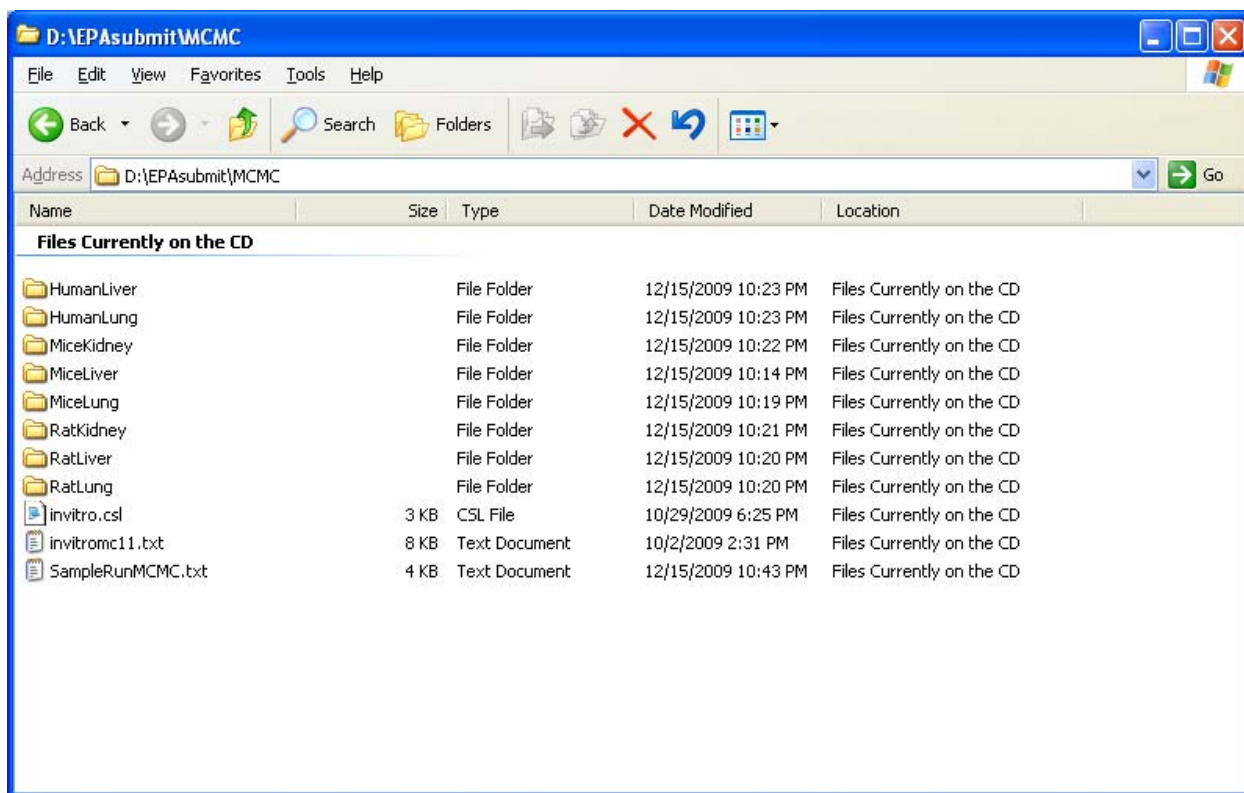 D:\EPAsubmit\MCMC
File Edit View Favorites Tools Help
Back Search Folders
Address D:\EPAsubmit\MCMC Go
Name Size Type Date Modified Location
Files Currently on the CD
HumanLiver File Folder 12/15/2009 10:23 PM Files Currently on the CD
HumanLung File Folder 12/15/2009 10:23 PM Files Currently on the CD
MiceKidney File Folder 12/15/2009 10:22 PM Files Currently on the CD
MiceLiver File Folder 12/15/2009 10:14 PM Files Currently on the CD
MiceLung File Folder 12/15/2009 10:19 PM Files Currently on the CD
RatKidney File Folder 12/15/2009 10:21 PM Files Currently on the CD
RatLiver File Folder 12/15/2009 10:20 PM Files Currently on the CD
RatLung File Folder 12/15/2009 10:20 PM Files Currently on the CD
invitro.csl 3 KB CSL File 10/29/2009 6:25 PM Files Currently on the CD
invitromc11.txt 8 KB Text Document 10/2/2009 2:31 PM Files Currently on the CD
SampleRunMCMC.txt 4 KB Text Document 12/15/2009 10:43 PM Files Currently on the CD